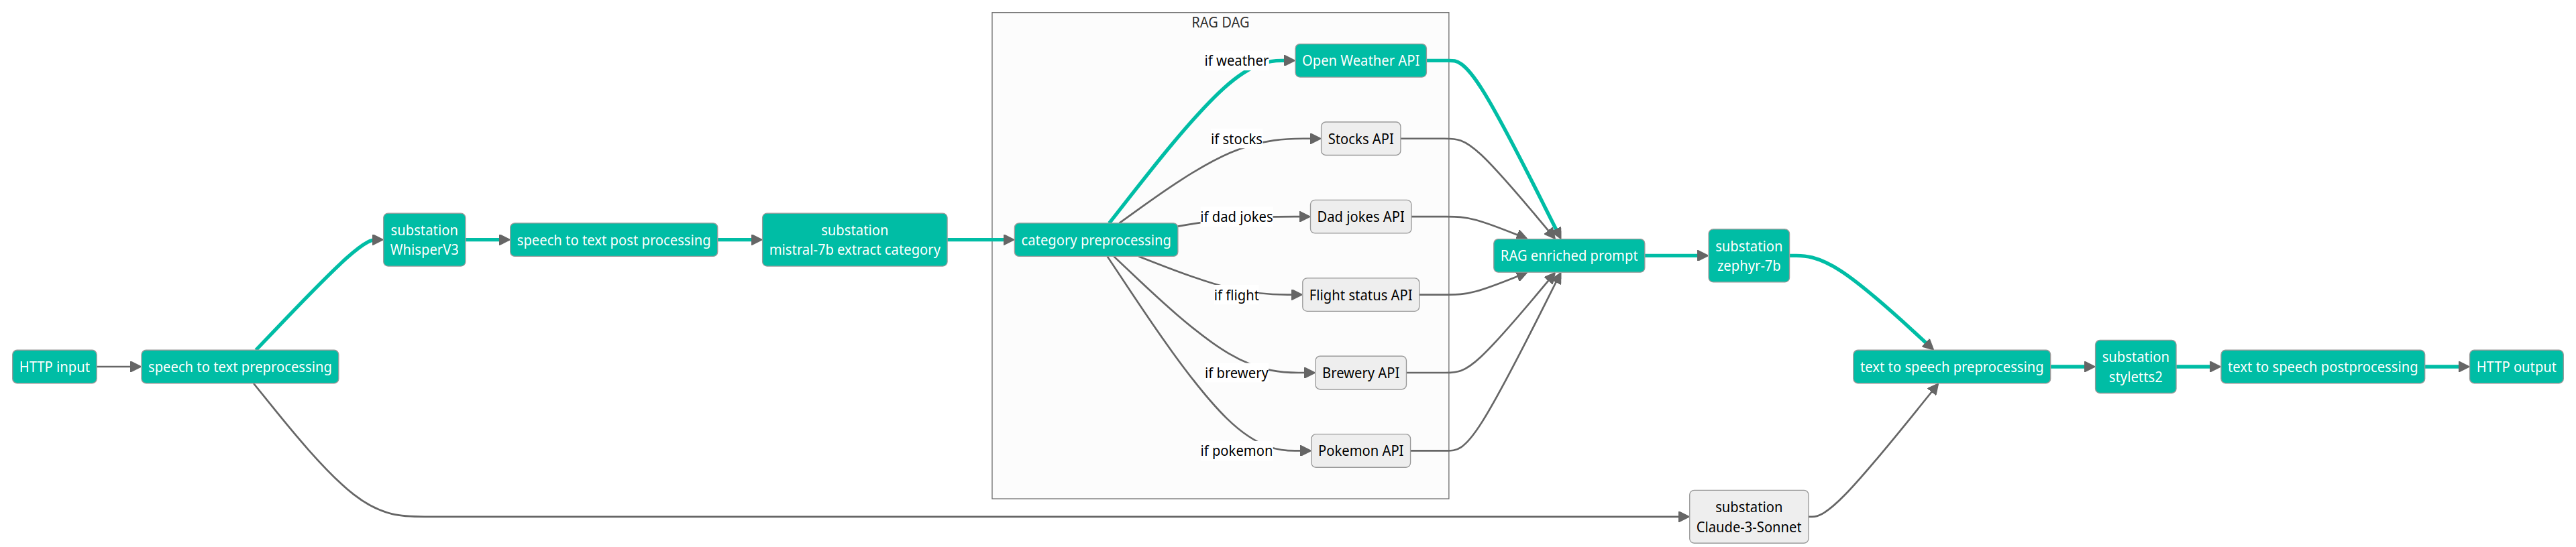 RAG DAG
HTTP input
speech to text preprocessing
substation
WhisperV3
speech to text post processing
substation
mistral-7b extract category
category preprocessing
if weather
Open Weather API
if stocks
Stocks API
if dad jokes
Dad jokes API
if flight
Flight status API
if brewery
Brewery API
if pokemon
Pokemon API
RAG enriched prompt
substation
zephyr-7b
substation
Claude-3-Sonnet
text to speech preprocessing
substation
styletts2
text to speech postprocessing
HTTP output